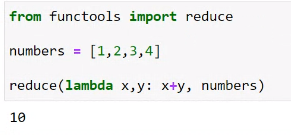 from functools import reduce
numbers = [1,2,3,4]
reduce(lambda x,y: x+y, numbers)
10